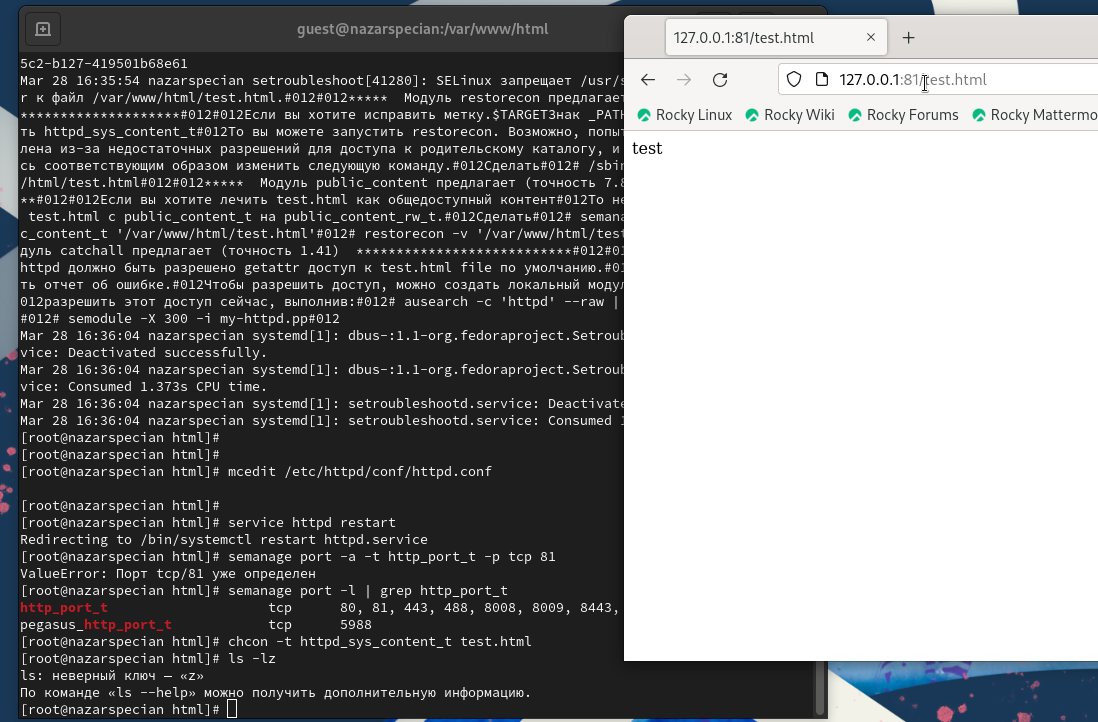 guest@nazarspecian:/var/www/html
5c2-b127-419501b68e61
Mar 28 16:35:54 nazarspecian setroubleshoot[41280]: SELinux запрещает /usr/s
r к файл /var/www/html/test.html.#012#012*****  Модуль restorecon предлагает
********************#012#012Если вы хотите исправить метку.$TARGETЗнак _PATH
ть httpd_sys_content_t#012То вы можете запустить restorecon. Возможно, попыт
лена из-за недостаточных разрешений для доступа к родительскому каталогу, и
сь соответствующим образом изменить следующую команду.#012Сделать#012# /sbin
/html/test.html#012#012*****  Модуль public_content предлагает (точность 7.8
**#012#012Если вы хотите лечить test.html как общедоступный контент#012То не
test.html с public_content_t на public_content_rw_t.#012Сделать#012# semana
c_content_t '/var/www/html/test.html'#012# restorecon -v '/var/www/html/test
дуль catchall предлагает (точность 1.41)  ***************************#012#01
httpd должно быть разрешено getattr доступ к test.html file по умолчанию.#01
ть отчет об ошибке.#012Чтобы разрешить доступ, можно создать локальный модул
012разрешить этот доступ сейчас, выполнив:#012# ausearch -c 'httpd' --raw |
#012# semodule -X 300 -i my-httpd.pp#012
Mar 28 16:36:04 nazarspecian systemd[1]: dbus-:1.1-org.fedoraproject.Setroub
vice: Deactivated successfully.
Mar 28 16:36:04 nazarspecian systemd[1]: dbus-:1.1-org.fedoraproject.Setroub
vice: Consumed 1.373s CPU time.
Mar 28 16:36:04 nazarspecian systemd[1]: setroubleshootd.service: Deactivate
Mar 28 16:36:04 nazarspecian systemd[1]: setroubleshootd.service: Consumed 1
[root@nazarspecian html]#
[root@nazarspecian html]#
[root@nazarspecian html]# mcedit /etc/httpd/conf/httpd.conf
[root@nazarspecian html]#
[root@nazarspecian html]# service httpd restart
Redirecting to /bin/systemctl restart httpd.service
[root@nazarspecian html]# semanage port -a -t http_port_t -p tcp 81
ValueError: Порт tcp/81 уже определен
[root@nazarspecian html]# semanage port -l | grep http_port_t
http_port_t                    tcp      80, 81, 443, 488, 8008, 8009, 8443,
pegasus_http_port_t            tcp      5988
[root@nazarspecian html]# chcon -t httpd_sys_content_t test.html
[root@nazarspecian html]# ls -lz
ls: неверный ключ — «z»
По команде «ls --help» можно получить дополнительную информацию.
[root@nazarspecian html]#
127.0.0.1:81/test.html
127.0.0.1:81/test.html
Rocky Linux Rocky Wiki Rocky Forums Rocky Mattermo
test